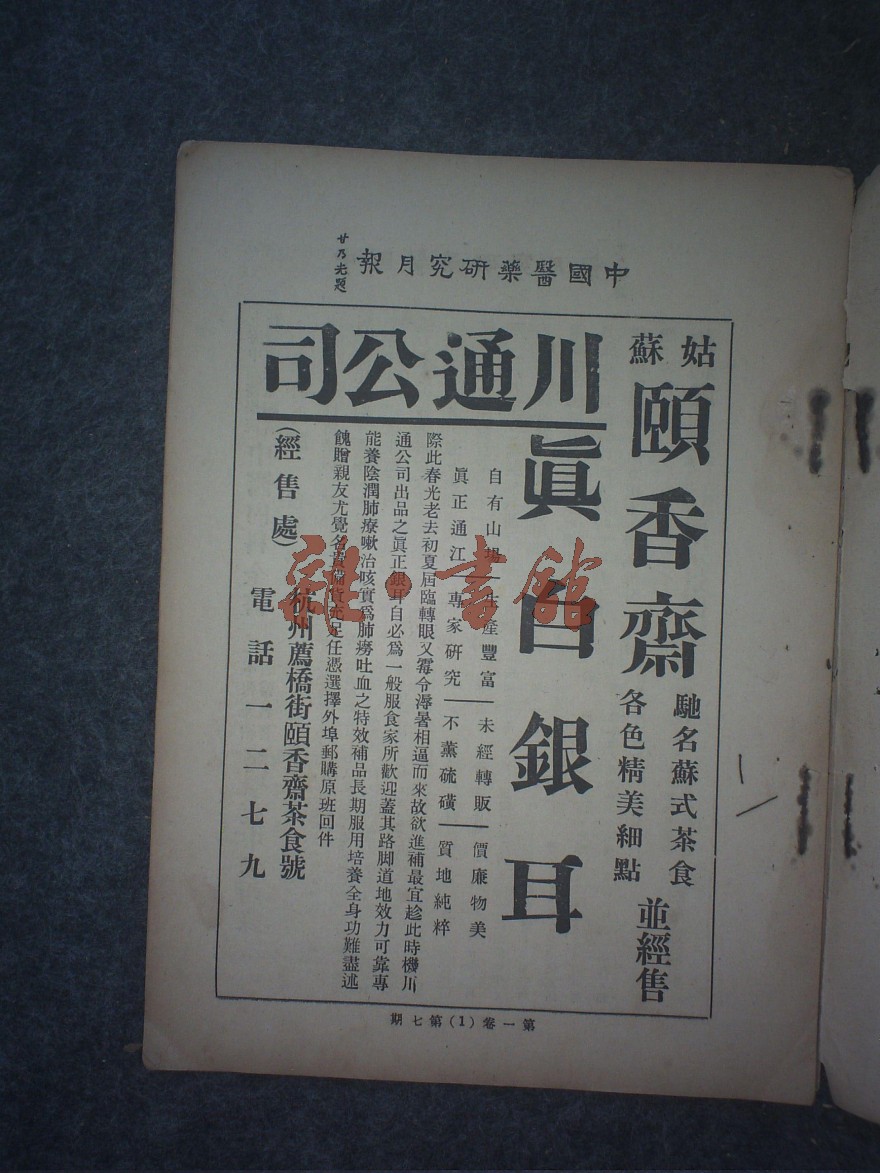 中國醫藥研究月報
廿乃光題
姑蘇
頤香齋
馳名蘇式茶食
各色精美細點
並經售
川通公司
眞白銀耳
自有山場—生產豐富—未經轉販—價廉物美
眞正通江—專家研究—不薰硫磺—質地純粹
際此春光老去初夏屆臨轉眼又霉令溽暑相逼而來故欲進補最宜趁此時機川
通公司出品之眞正銀耳自必爲一般服食家所歡迎蓋其路脚道地效力可靠專
能養陰潤肺療嗽治咳實爲肺癆吐血之特效補品長期服用培養全身功難盡述
餽贈親友尤覺名貴備貨充足任憑選擇外埠郵購原班回件
(經售處)
杭州薦橋街頤香齋茶食號
電話一二七九
第一卷(1)第七期
雜·書館